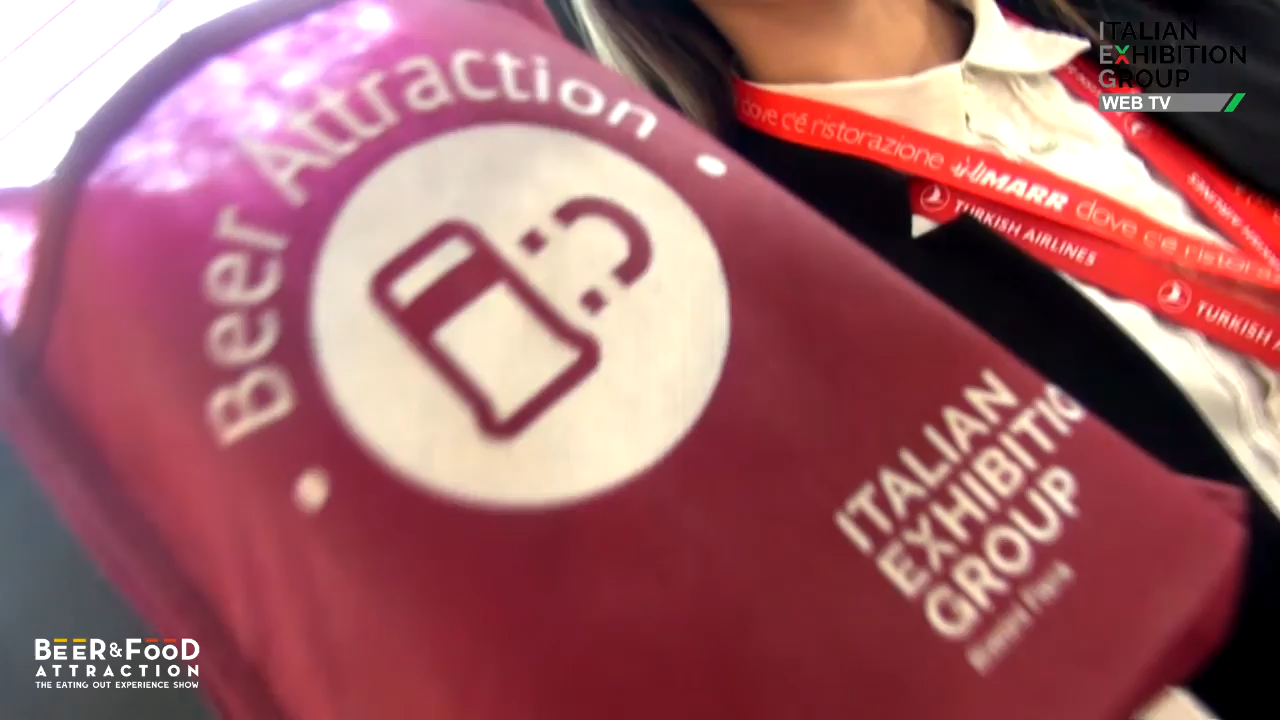 Beer Attraction
ITALIAN
EXHIBITIO
GROUP
ITALIAN
EXHIBITION
GROUP
WEB TV
dove c'é ristorazione MARR dove c'é ristora
TURKISH AIRLINES TURKISH A
BEER&FOOD
ATTRACTION
THE EATING OUT EXPERIENCE SHOW